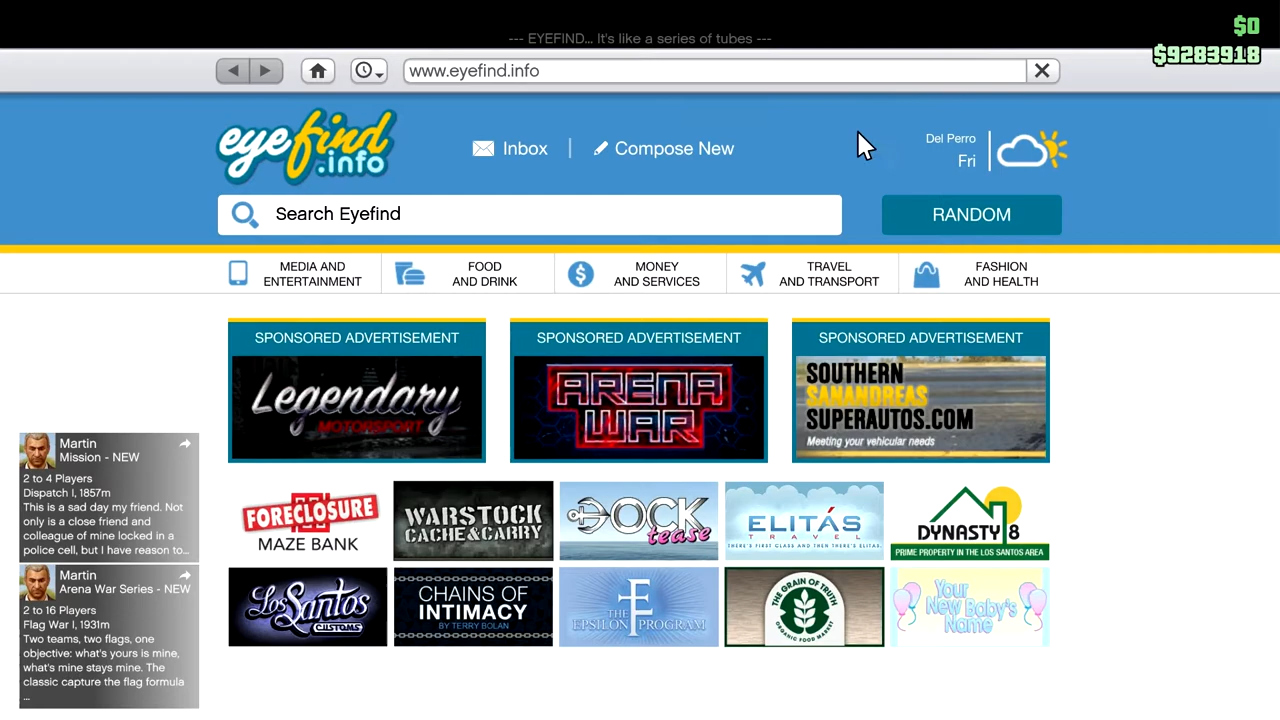 $0
--- EYEFIND... It's like a series of tubes ---
$9283918
www.eyefind.info
eyefind
.info
Inbox
Compose New
Del Perro
Fri
Search Eyefind
RANDOM
MEDIA AND
ENTERTAINMENT
FOOD
AND DRINK
MONEY
AND SERVICES
TRAVEL
AND TRANSPORT
FASHION
AND HEALTH
SPONSORED ADVERTISEMENT
Legendary
MOTORSPORT
SPONSORED ADVERTISEMENT
ARENA
WAR
SPONSORED ADVERTISEMENT
SOUTHERN
SANANDREAS
SUPERAUTOS.COM
Meeting your vehicular needs
Martin
Mission - NEW
2 to 4 Players
Dispatch I, 1857m
This is a sad day my friend. Not
only is a close friend and
colleague of mine locked in a
police cell, but I have reason to...
Martin
Arena War Series - NEW
2 to 16 Players
Flag War I, 1931m
Two teams, two flags, one
objective: what's yours is mine,
what's mine stays mine. The
classic capture the flag formula
...
FORECLOSURE
MAZE BANK
WARSTOCK
CACHE&CARRY
DOCK
tease
ELITÁS
TRAVEL
THERE'S FIRST CLASS AND THEN THERE'S ELITAS.
DYNASTY 8
PRIME PROPERTY IN THE LOS SANTOS AREA
Los Santos
CUSTOMS
CHAINS OF
INTIMACY
BY TERRY BOLAN
THE
EPSILON PROGRAM
THE GRAIN OF TRUTH
ORGANIC FOOD MARKET
Your
New Baby's
Name